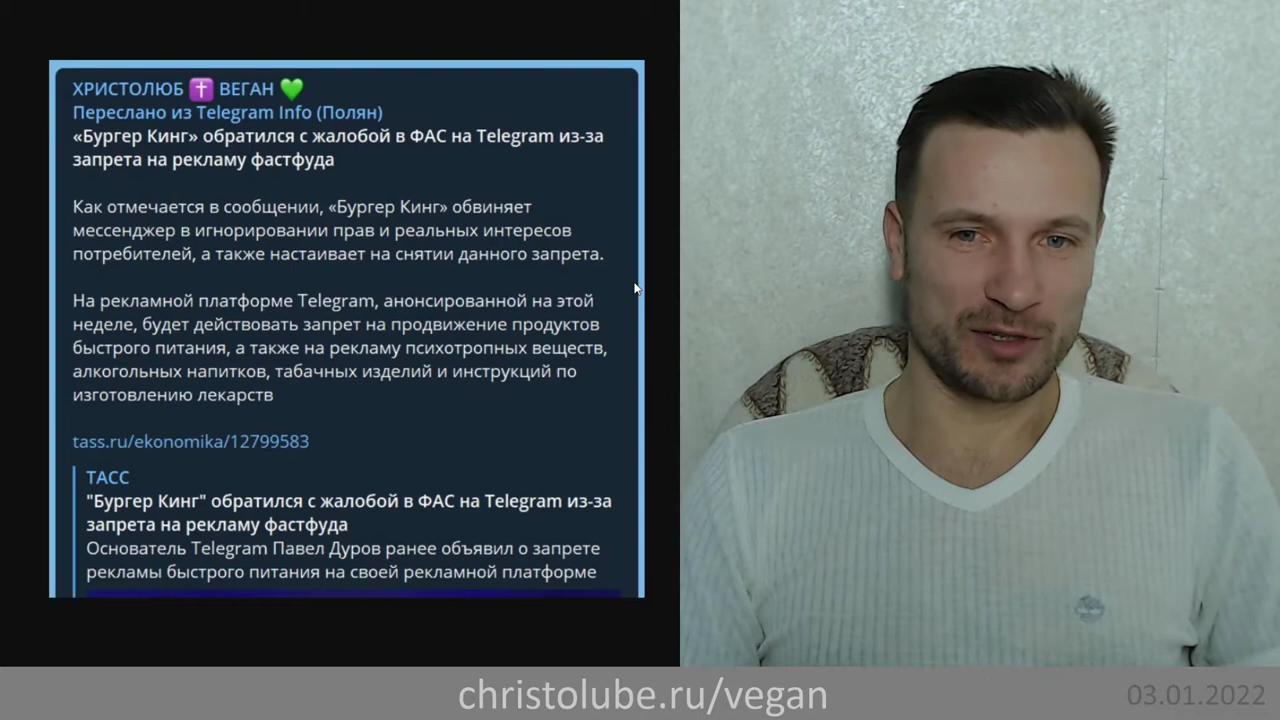 ХРИСТОЛЮБ ✝️ ВЕГАН 💚
Переслано из Telegram Info (Полян)
«Бургер Кинг» обратился с жалобой в ФАС на Telegram из-за
запрета на рекламу фастфуда
Как отмечается в сообщении, «Бургер Кинг» обвиняет
мессенджер в игнорировании прав и реальных интересов
потребителей, а также настаивает на снятии данного запрета.
На рекламной платформе Telegram, анонсированной на этой
неделе, будет действовать запрет на продвижение продуктов
быстрого питания, а также на рекламу психотропных веществ,
алкогольных напитков, табачных изделий и инструкций по
изготовлению лекарств
tass.ru/ekonomika/12799583
ТАСС
"Бургер Кинг" обратился с жалобой в ФАС на Telegram из-за
запрета на рекламу фастфуда
Основатель Telegram Павел Дуров ранее объявил о запрете
рекламы быстрого питания на своей рекламной платформе
christolube.ru/vegan
03.01.2022